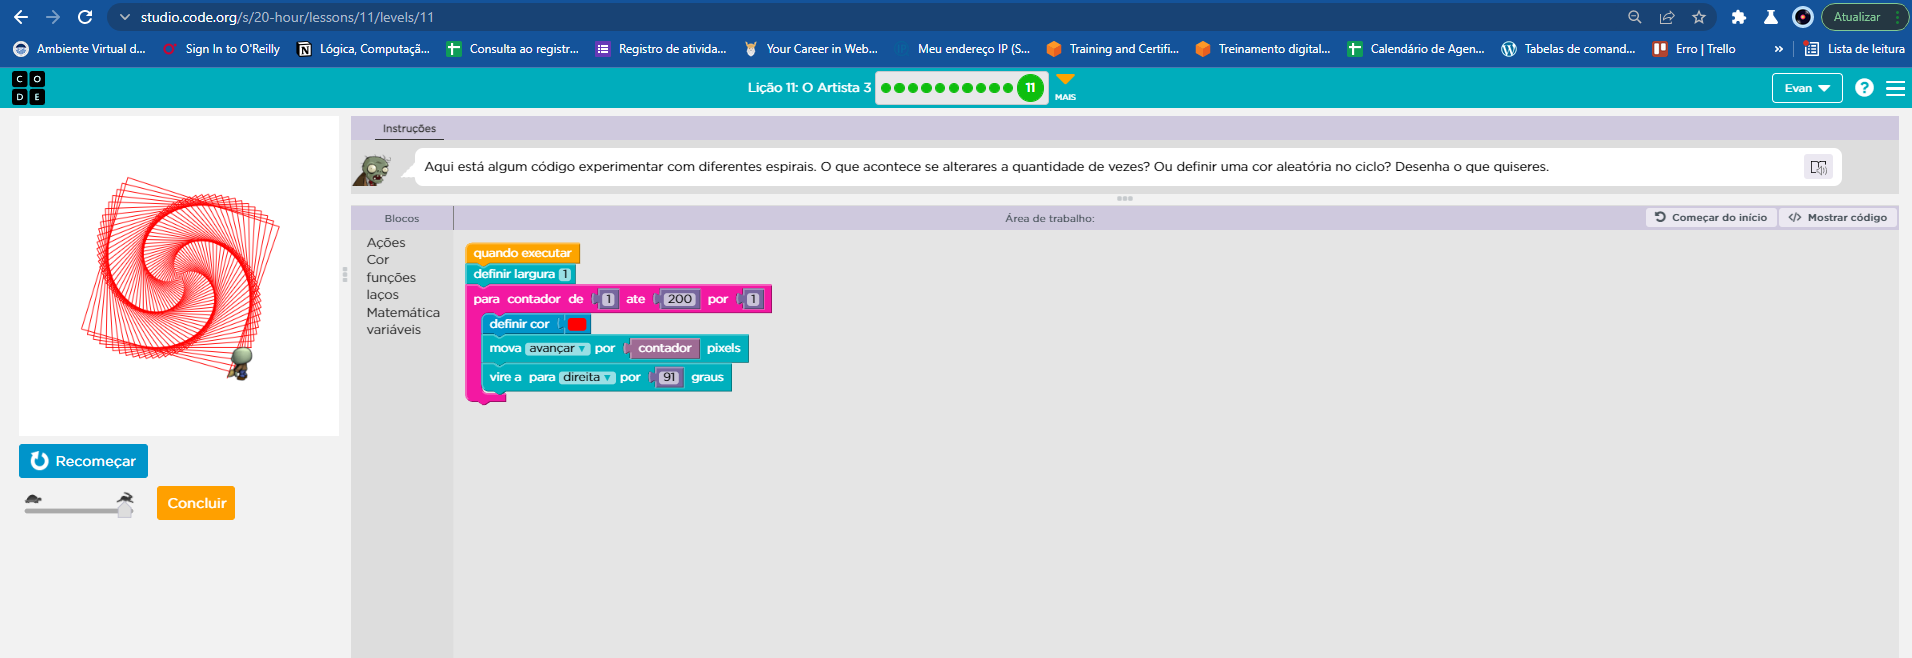 studio.code.org/s/20-hour/lessons/11/levels/11
Atualizar
Ambiente Virtual d... Sign In to O'Reilly Lógica, Computaçã... Consulta ao registr... Registro de ativida... Your Career in Web... Meu endereço IP (S... Training and Certifi... Treinamento digital... Calendário de Agen... Tabelas de comand... Erro | Trello » Lista de leitura
C O
D E
Lição 11: O Artista 3
11
MAIS
Evan
?
Instruções
Aqui está algum código experimentar com diferentes espirais. O que acontece se alterares a quantidade de vezes? Ou definir uma cor aleatória no ciclo? Desenha o que quiseres.
Blocos
Área de trabalho:
Começar do início
</> Mostrar código
Ações
Cor
funções
laços
Matemática
variáveis
quando executar
definir largura 1
para contador de 1 ate 200 por 1
definir cor
mova avançar por contador pixels
vire a para direita por 91 graus
Recomeçar
Concluir